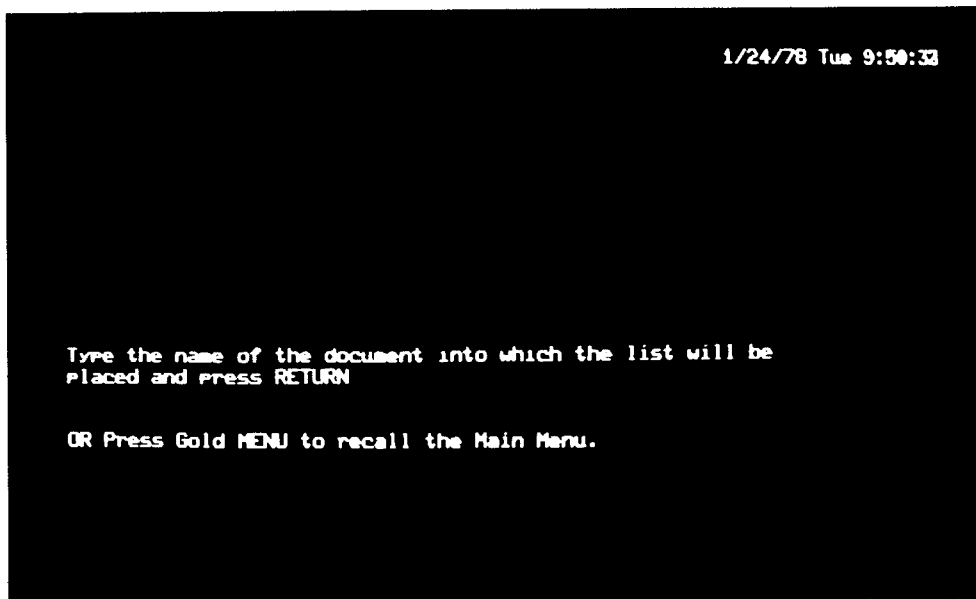 1/24/78 Tue 9:50:33
Type the name of the document into which the list will be
placed and press RETURN
OR Press Gold MENU to recall the Main Menu.